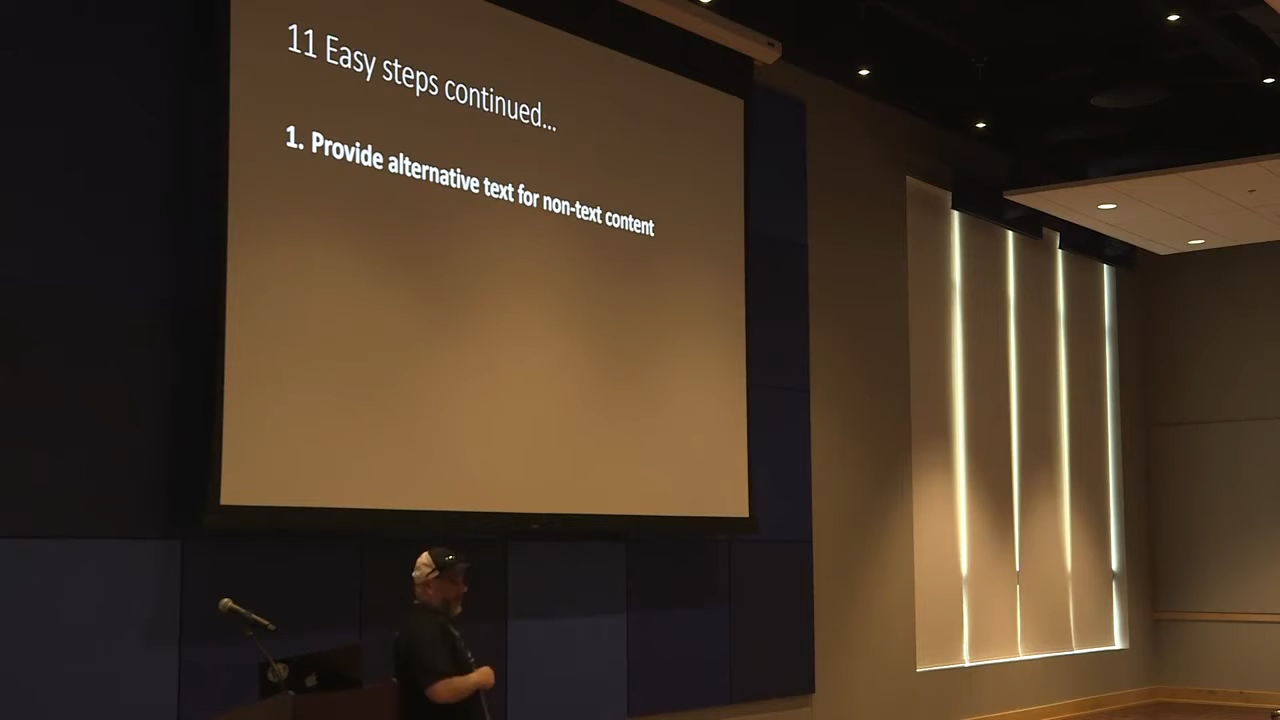 11 Easy steps continued...
1. Provide alternative text for non-text content